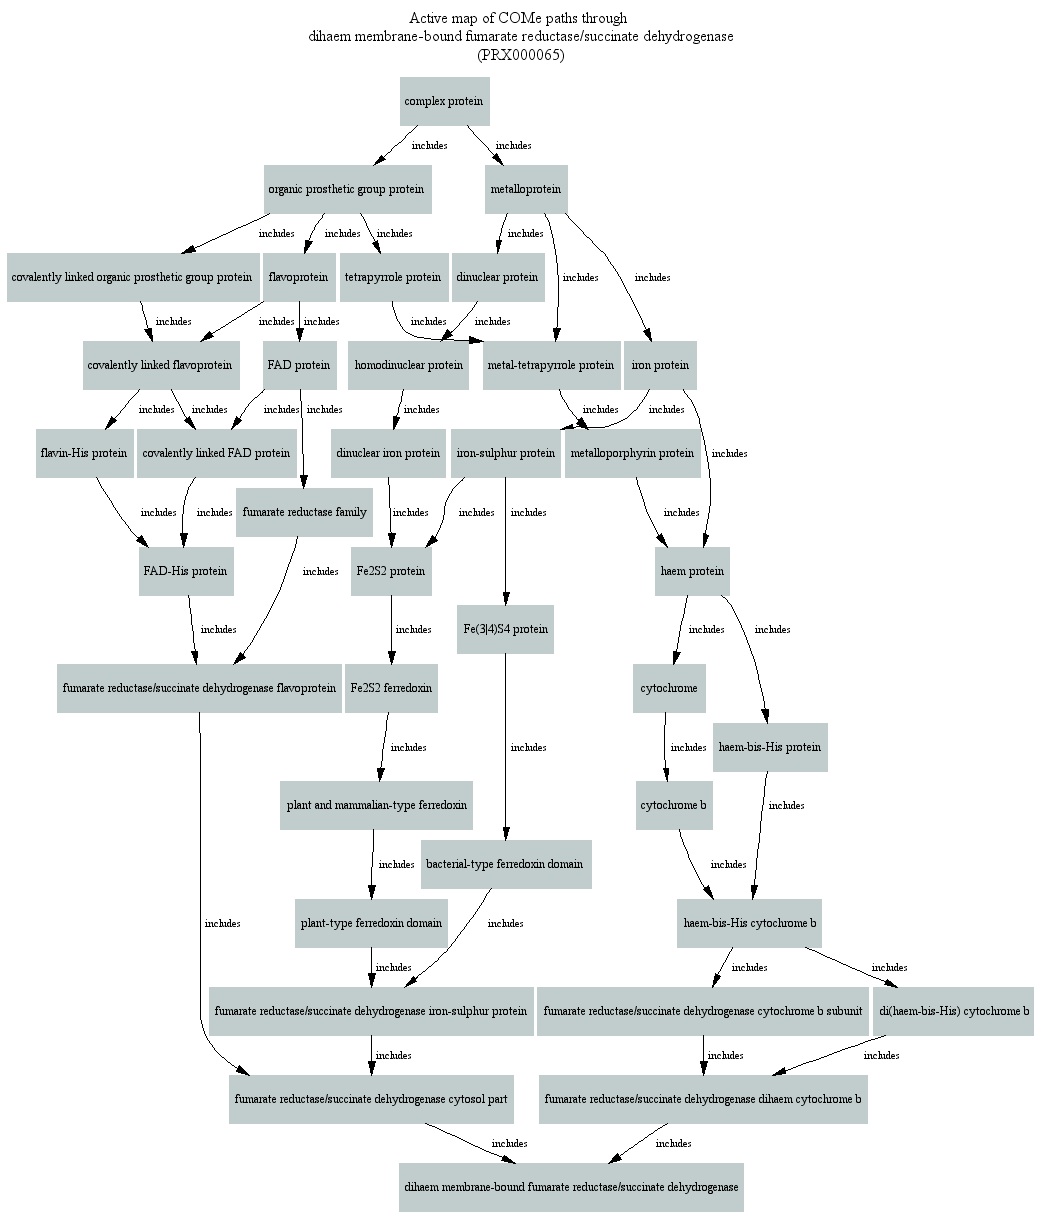 Active map of COMe paths through
dihaem membrane-bound fumarate reductase/succinate dehydrogenase
(PRX000065)
complex protein
includes
includes
organic prosthetic group protein
metalloprotein
includes
includes
includes
includes
includes
includes
covalently linked organic prosthetic group protein
flavoprotein
tetrapyrrole protein
dinuclear protein
includes
includes
includes
includes
includes
covalently linked flavoprotein
FAD protein
homodinuclear protein
metal-tetrapyrrole protein
iron protein
includes
includes
includes
includes
includes
includes
includes
includes
flavin-His protein
covalently linked FAD protein
dinuclear iron protein
iron-sulphur protein
metalloporphyrin protein
includes
includes
fumarate reductase family
includes
includes
includes
includes
FAD-His protein
includes
Fe2S2 protein
haem protein
includes
includes
Fe(3|4)S4 protein
includes
includes
fumarate reductase/succinate dehydrogenase flavoprotein
Fe2S2 ferredoxin
cytochrome
includes
includes
includes
haem-bis-His protein
plant and mammalian-type ferredoxin
cytochrome b
includes
includes
bacterial-type ferredoxin domain
includes
includes
plant-type ferredoxin domain
includes
haem-bis-His cytochrome b
includes
includes
includes
fumarate reductase/succinate dehydrogenase iron-sulphur protein
fumarate reductase/succinate dehydrogenase cytochrome b subunit
di(haem-bis-His) cytochrome b
includes
includes
includes
fumarate reductase/succinate dehydrogenase cytosol part
fumarate reductase/succinate dehydrogenase dihaem cytochrome b
includes
includes
dihaem membrane-bound fumarate reductase/succinate dehydrogenase